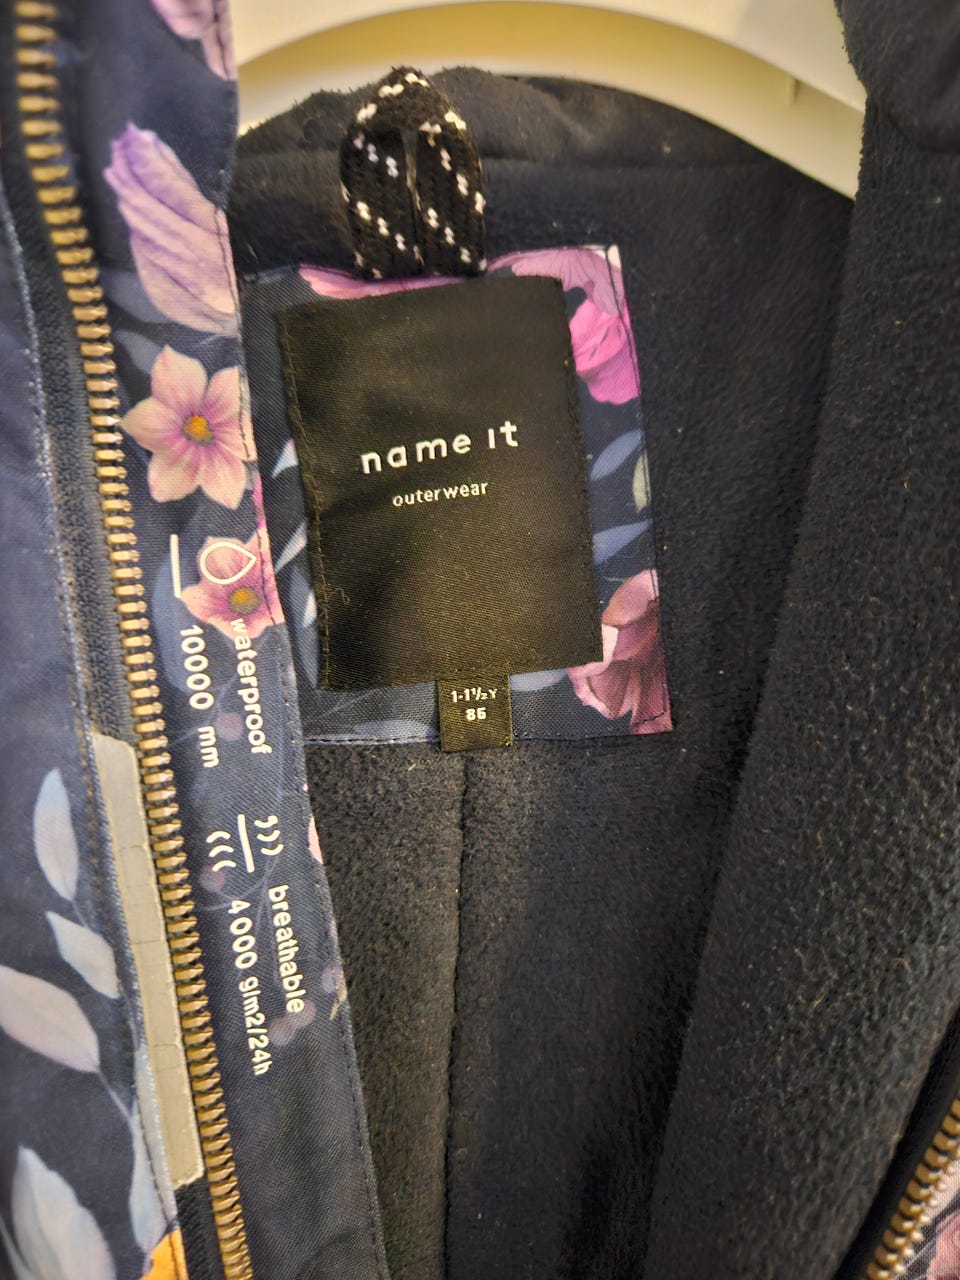 name it
outerwear
1-1½Y
86
waterproof
10000 mm
breathable
4000 g/m2/24h